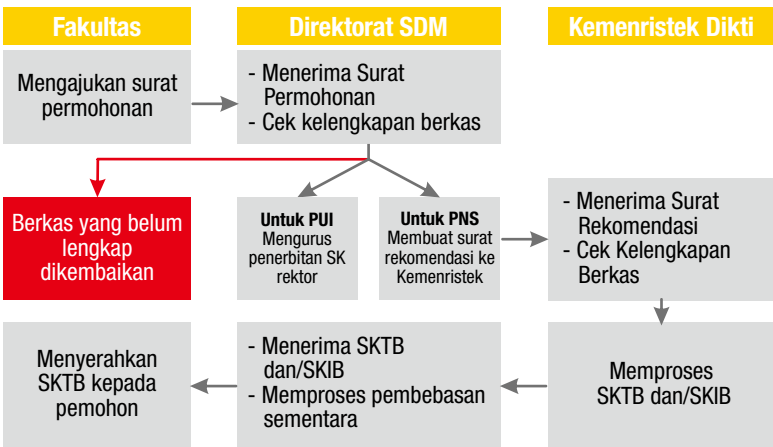 Fakultas
Direktorat SDM
Kemenristek Dikti
Mengajukan surat
permohonan
- Menerima Surat
Permohonan
- Cek kelengkapan berkas
Berkas yang belum
lengkap
dikembaikan
Untuk PUI
Mengurus
penerbitan SK
rektor
Untuk PNS
Membuat surat
rekomendasi ke
Kemenristek
- Menerima Surat
Rekomendasi
- Cek Kelengkapan
Berkas
Menyerahkan
SKTB kepada
pemohon
- Menerima SKTB
dan/SKIB
- Memproses pembebasan
sementara
Memproses
SKTB dan/SKIB